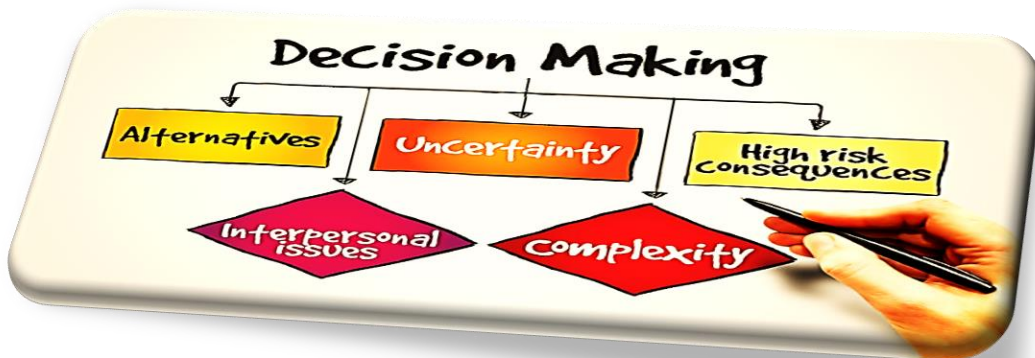 Decision Making
Alternatives
Uncertainty
High risk
consequences
Interpersonal
issues
complexity